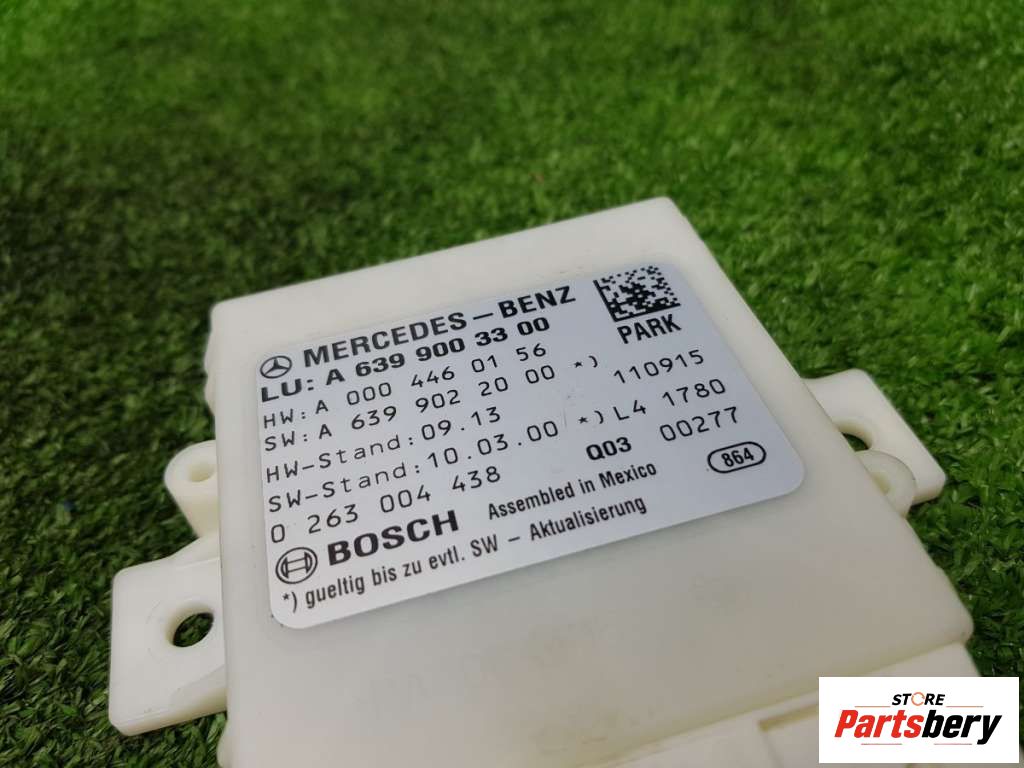 MERCEDES-BENZ
PARK
LU: A 639 900 33 00
HW:A 000 446 01 56
SW:A 639 902 20 00 *)
110915
HW-Stand:09.13
SW-Stand:10.03.00 *)
L4 1780
0 263 004 438
Q03
00277
BOSCH
Assembled in Mexico
864
*) gueltig bis zu evtl. SW - Aktualisierung
STORE
Partsbery